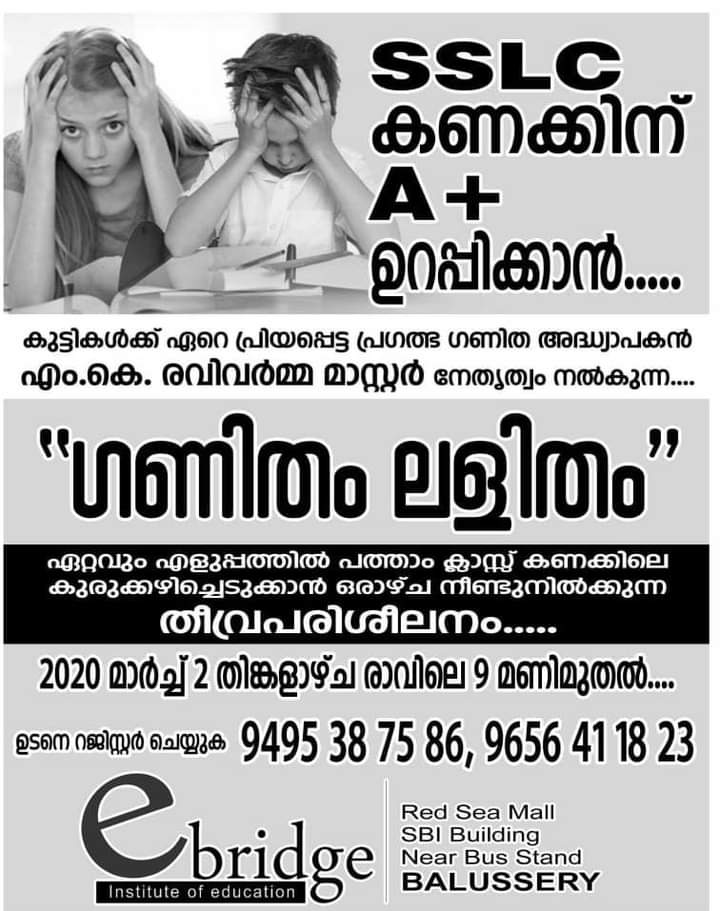 SSLC
കണക്കിന്
A+
ഉറപ്പിക്കാൻ.....
കുട്ടികൾക്ക് ഏറെ പ്രിയപ്പെട്ട പ്രഗത്ഭ ഗണിത അദ്ധ്യാപകൻ
എം.കെ. രവിവർമ്മ മാസ്റ്റർ നേതൃത്വം നൽകുന്ന....
"ഗണിതം ലളിതം"
ഏറ്റവും എളുപ്പത്തിൽ പത്താം ക്ലാസ്സ് കണക്കിലെ
കുരുക്കഴിച്ചെടുക്കാൻ ഒരാഴ്ച നീണ്ടുനിൽക്കുന്ന
തീവ്രപരിശീലനം.....
2020 മാർച്ച് 2 തിങ്കളാഴ്ച രാവിലെ 9 മണിമുതൽ....
ഉടനെ റജിസ്റ്റർ ചെയ്യുക 9495 38 75 86, 9656 41 18 23
ebridge
Institute of education
Red Sea Mall
SBI Building
Near Bus Stand
BALUSSERY